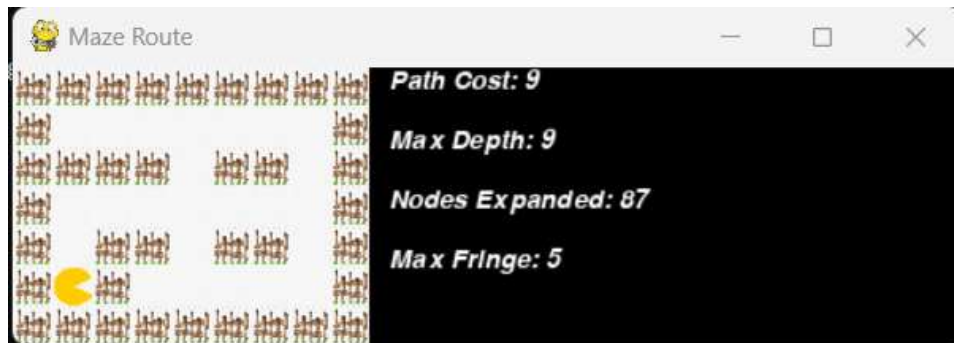 Maze Route
Path Cost: 9
Max Depth: 9
Nodes Expanded: 87
Max Fringe: 5